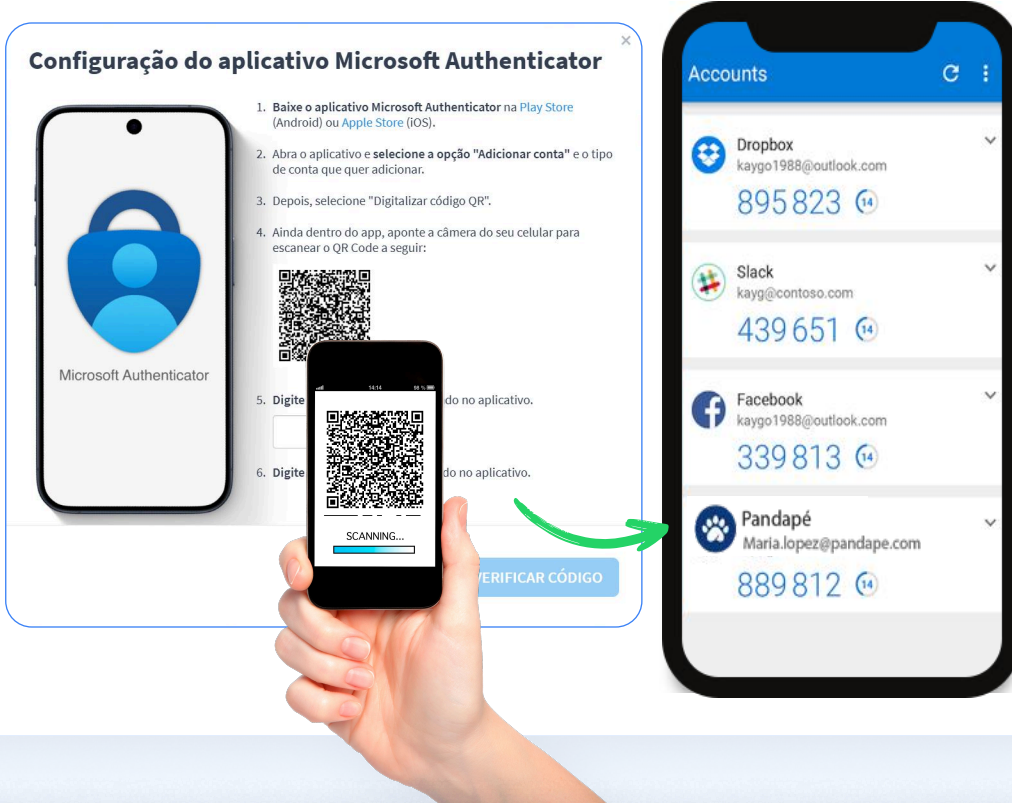 ×
Configuração do aplicativo Microsoft Authenticator
1. Baixe o aplicativo Microsoft Authenticator na Play Store
(Android) ou Apple Store (iOS).
2. Abra o aplicativo e selecione a opção "Adicionar conta" e o tipo
de conta que quer adicionar.
3. Depois, selecione "Digitalizar código QR".
4. Ainda dentro do app, aponte a câmera do seu celular para
escanear o QR Code a seguir:
Microsoft Authenticator
5. Digite do no aplicativo.
6. Digite do no aplicativo.
14:14
SCANNING...
VERIFICAR CÓDIGO
Accounts
Dropbox
kaygo1988@outlook.com
895 823 14
Slack
kayg@contoso.com
439 651 14
Facebook
kaygo1988@outlook.com
339 813 14
Pandapé
Maria.lopez@pandape.com
889 812 14